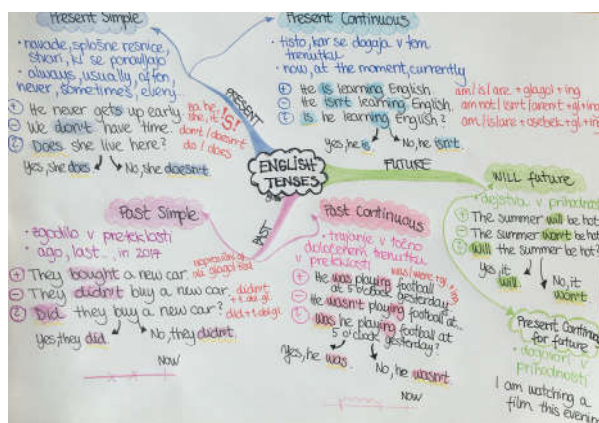 Present Simple
• navade, splošne resnice,
stvari, ki se ponavljajo
• always, usually, often,
never, sometimes, every
+ He never gets up early
- We don't have time.
? Does she live here?
Yes, she does.
No, she doesn't
za he,
she, it
'S!
don't / doesn't
do / does
PRESENT
Present Continuous
• tisto, kar se dogaja v tem
trenutku
• now, at the moment, currently
+ He is learning English.
- He isn't learning English.
? Is he learning English?
Yes, he is.
No, he isn't.
am/is/are + glagol + ing
am not/isn't/aren't + gl + ing
am/is/are + osebek + gl + ing
ENGLISH
TENSES
FUTURE
Will future
• dejstva v prihodnosti
+ The summer will be hot
- The summer won't be hot
? Will the summer be hot?
Yes, it
will
No, it
won't
Present Continuous
for future
• dogovori v
prihodnosti
I am watching a
film this evening
PAST
Past Simple
• zgodilo v preteklosti
• ago, last... in 2017
+ They bought a new car.
- They didn't buy a new car.
? Did they buy a new car?
Yes, they did.
No, they didn't
ali glagol + ed
didn't
did + t.d. + gl
NOW
Past Continuous
• trajanje v točno
določenem trenutku
v preteklosti
was/were + gl + ing
+ He was playing football
at 5 o'clock yesterday.
- He wasn't playing football at...
? Was he playing football at
5 o'clock yesterday?
Yes, he was.
No, he wasn't.
NOW